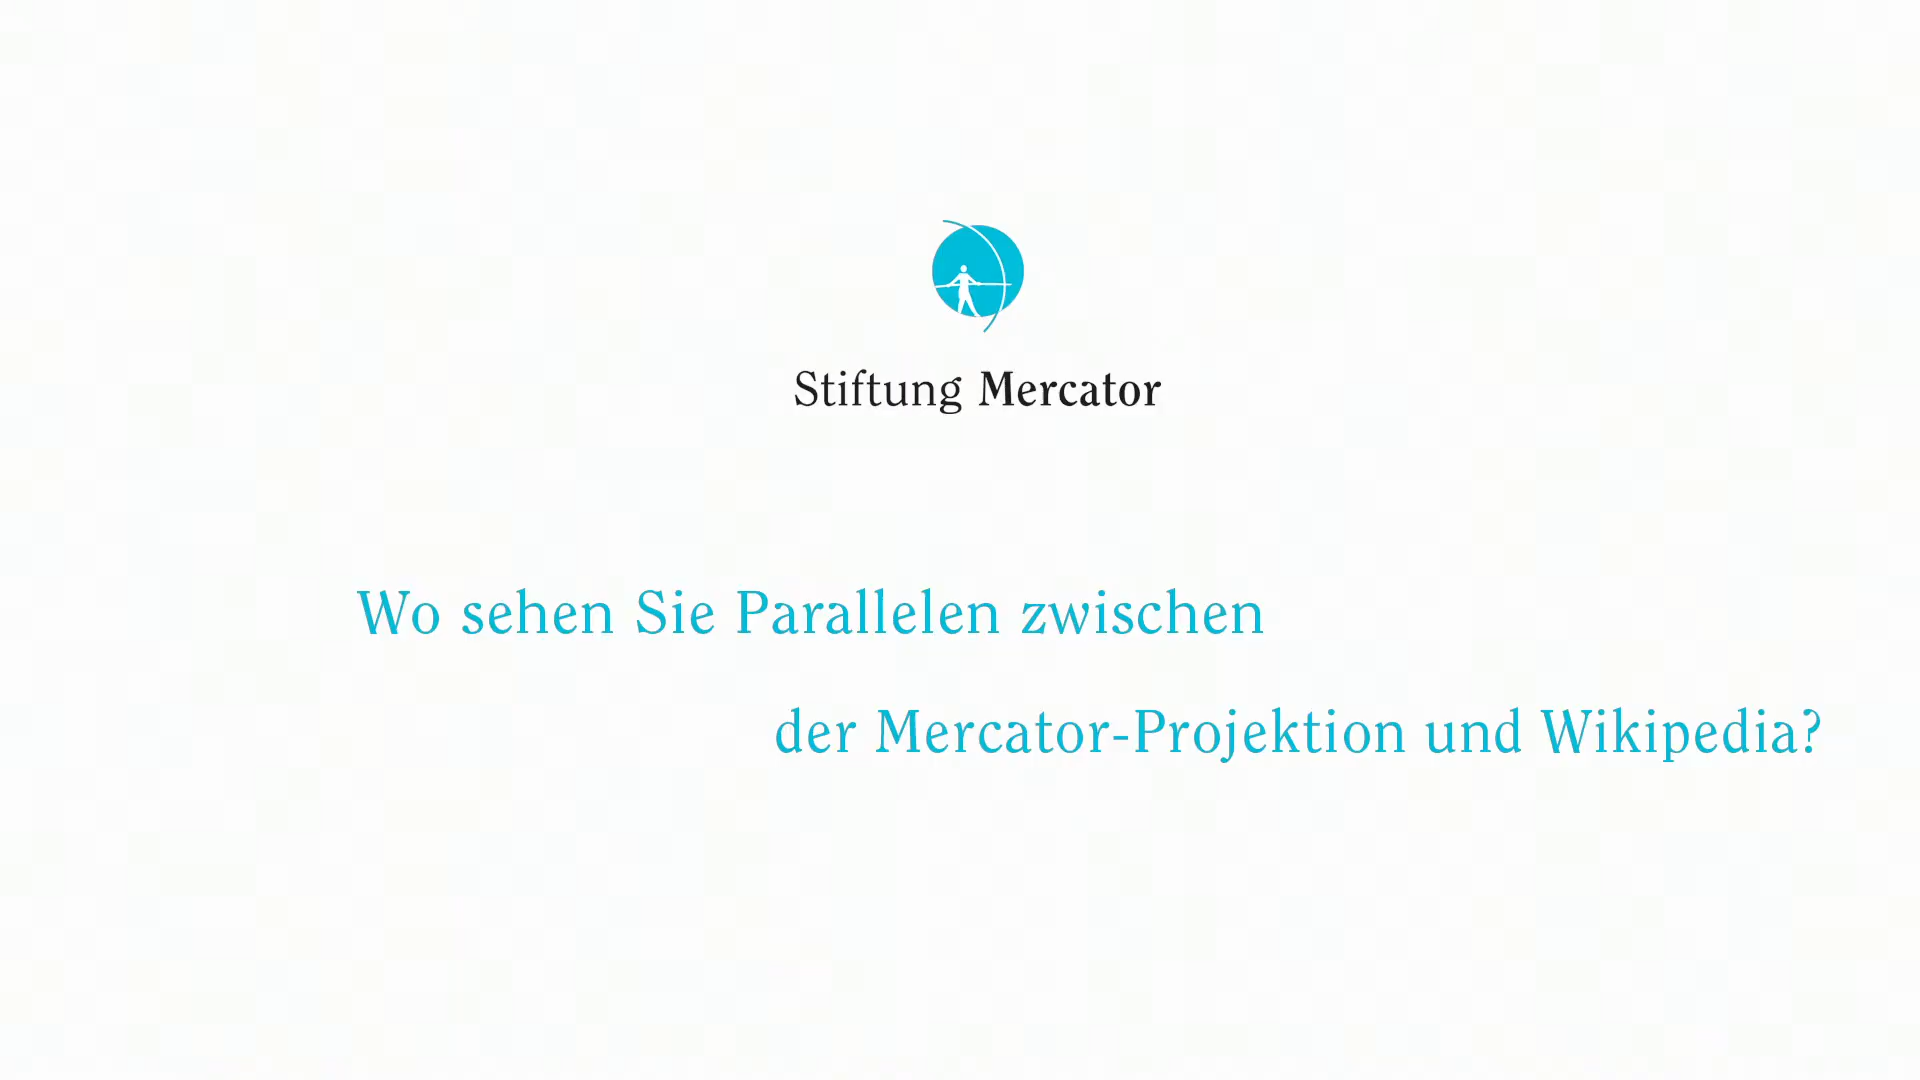 Stiftung Mercator
Wo sehen Sie Parallelen zwischen
der Mercator-Projektion und Wikipedia?